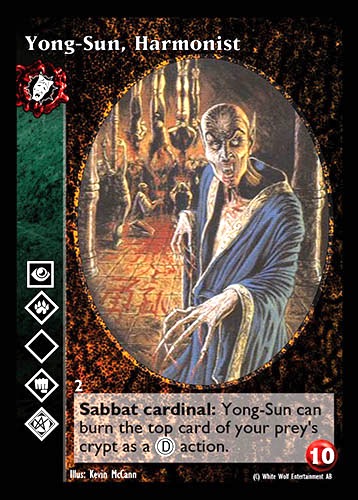 Yong-Sun, Harmonist
2
Sabbat cardinal: Yong-Sun can
burn the top card of your prey's
crypt as a Ⓓ action.
10
Illus: Kevin McCann
(C) White Wolf Entertainment AB